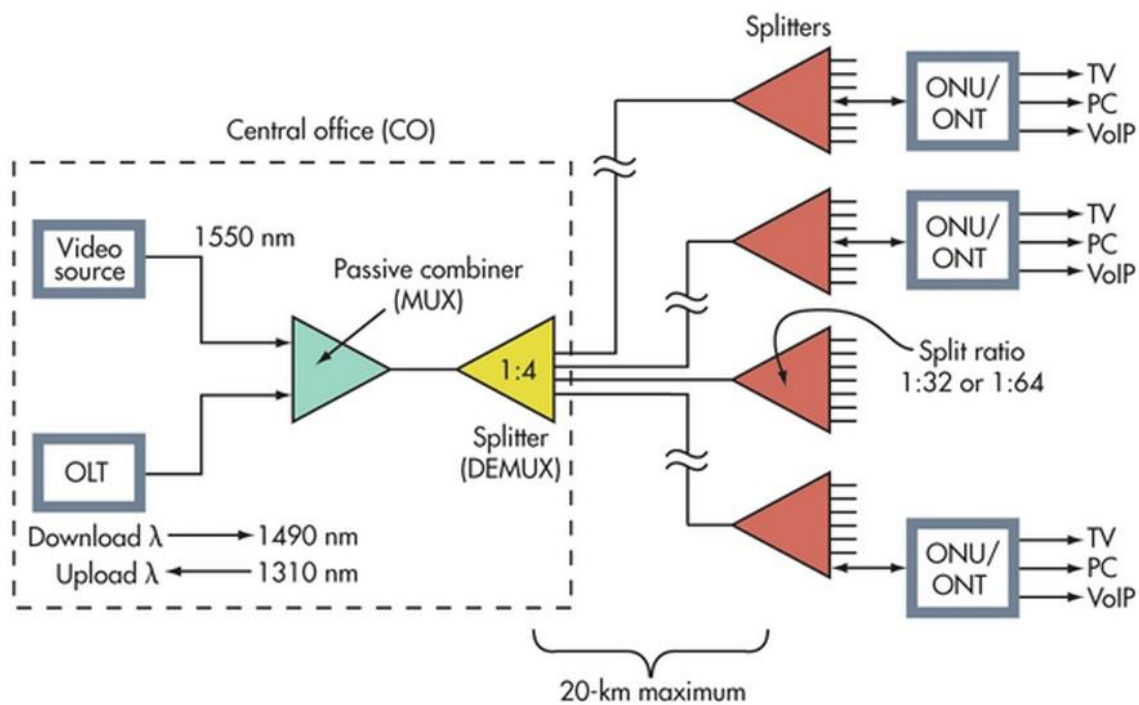 Splitters
ONU/
ONT
TV
PC
VoIP
Central office (CO)
Video
source
1550 nm
Passive combiner
(MUX)
ONU/
ONT
TV
PC
VoIP
1:4
Split ratio
1:32 or 1:64
Splitter
(DEMUX)
OLT
Download λ 1490 nm
Upload λ 1310 nm
ONU/
ONT
TV
PC
VoIP
20-km maximum